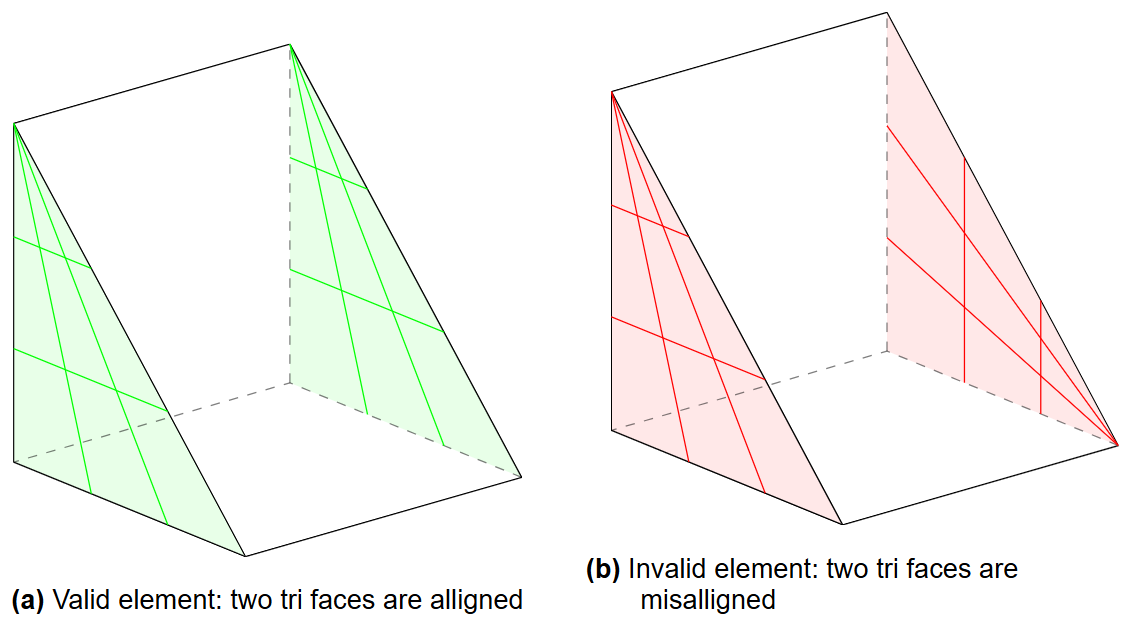 (a) Valid element: two tri faces are alligned
(b) Invalid element: two tri faces are
misalligned